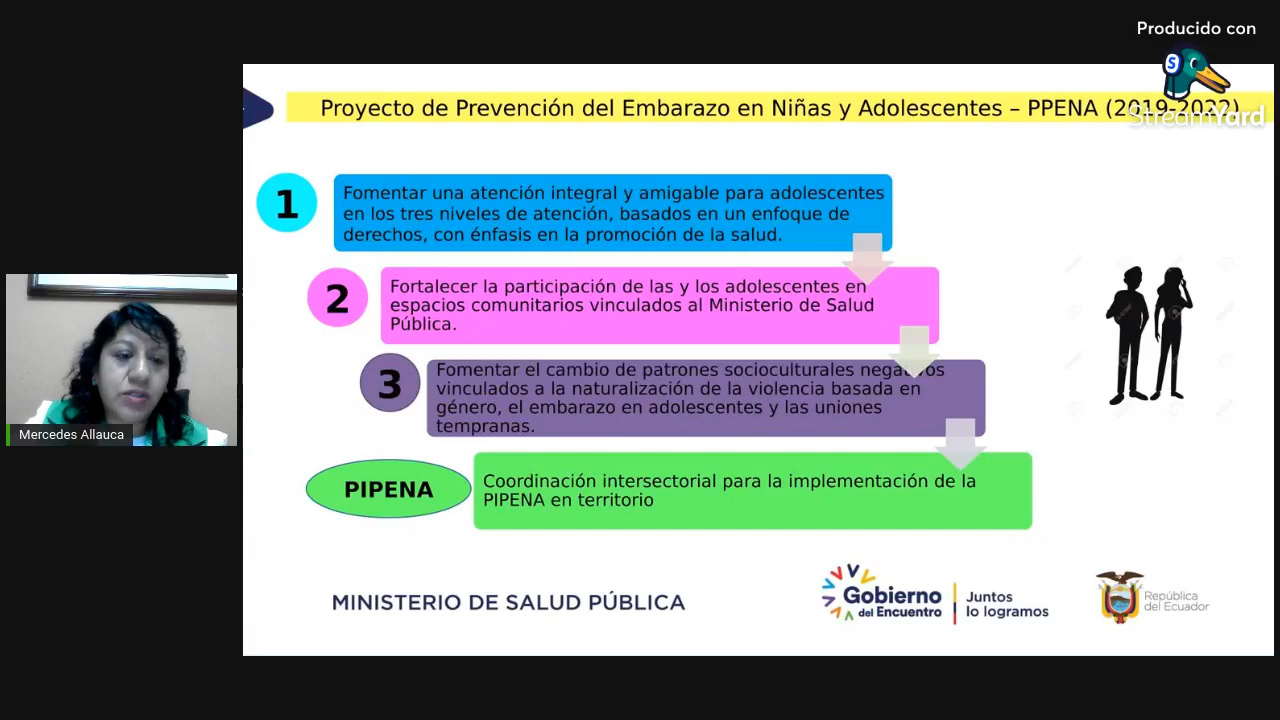 Producido con
StreamYard
Proyecto de Prevención del Embarazo en Niñas y Adolescentes – PPENA (2019-2022)
1
Fomentar una atención integral y amigable para adolescentes
en los tres niveles de atención, basados en un enfoque de
derechos, con énfasis en la promoción de la salud.
2
Fortalecer la participación de las y los adolescentes en
espacios comunitarios vinculados al Ministerio de Salud
Pública.
3
Fomentar el cambio de patrones socioculturales negativos
vinculados a la naturalización de la violencia basada en
género, el embarazo en adolescentes y las uniones
tempranas.
Mercedes Allauca
PIPENA
Coordinación intersectorial para la implementación de la
PIPENA en territorio
MINISTERIO DE SALUD PÚBLICA
Gobierno
del Encuentro
Juntos
lo logramos
República
del Ecuador